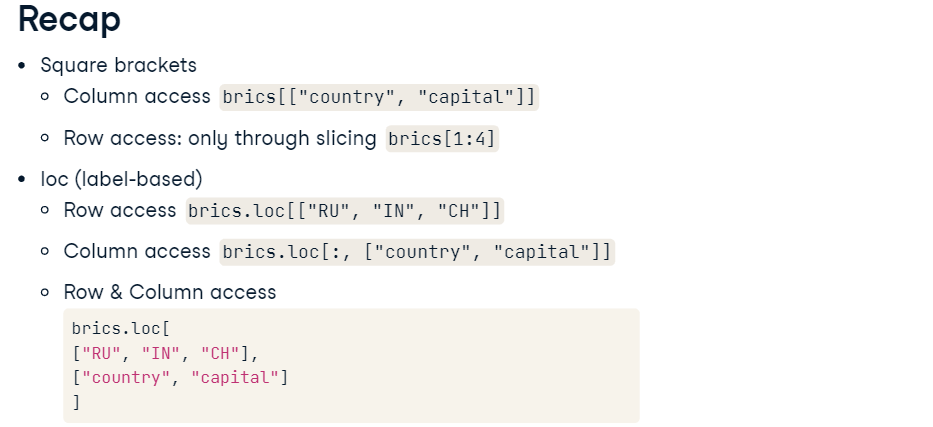 Recap
• Square brackets
◦ Column access brics[["country", "capital"]]
◦ Row access: only through slicing brics[1:4]
• loc (label-based)
◦ Row access brics.loc[["RU", "IN", "CH"]]
◦ Column access brics.loc[:, ["country", "capital"]]
◦ Row & Column access
brics.loc[
["RU", "IN", "CH"],
["country", "capital"]
]